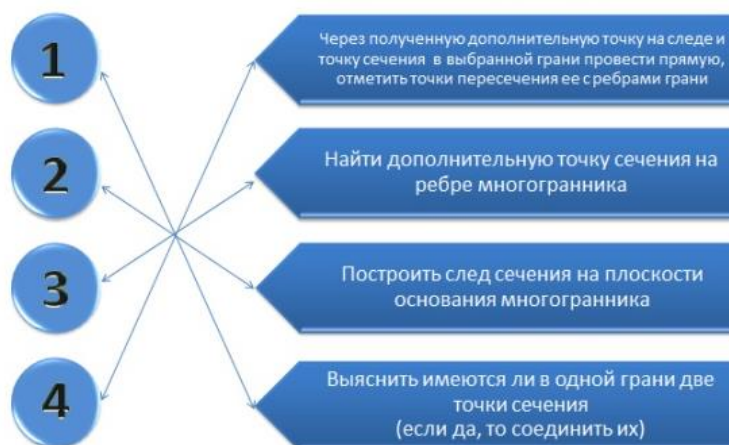 1
Через полученную дополнительную точку на следе и
точку сечения в выбранной грани провести прямую,
отметить точки пересечения ее с ребрами грани
2
Найти дополнительную точку сечения на
ребре многогранника
3
Построить след сечения на плоскости
основания многогранника
4
Выяснить имеются ли в одной грани две
точки сечения
(если да, то соединить их)